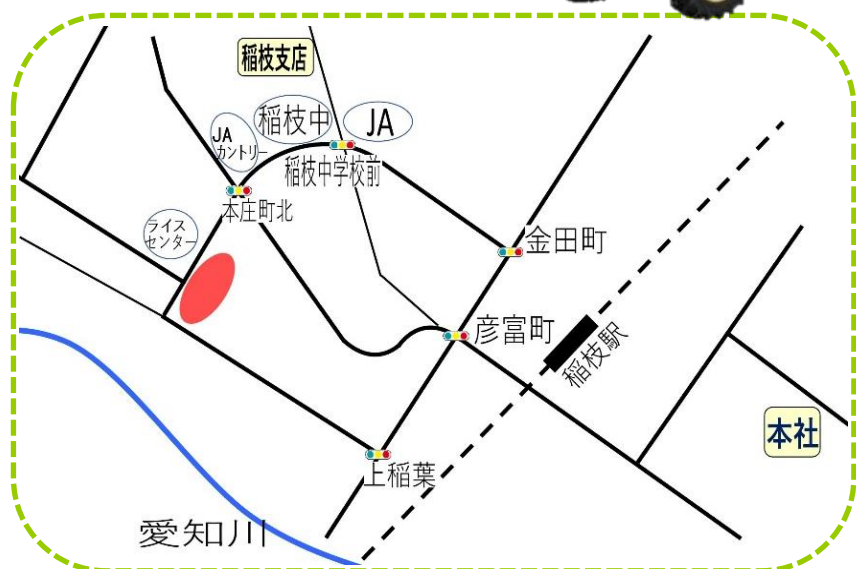 稲枝支店
JA
カントリー
稲枝中
JA
稲枝中学校前
本庄町北
ライス
センター
金田町
彦富町
稲枝駅
本社
上稲葉
愛知川